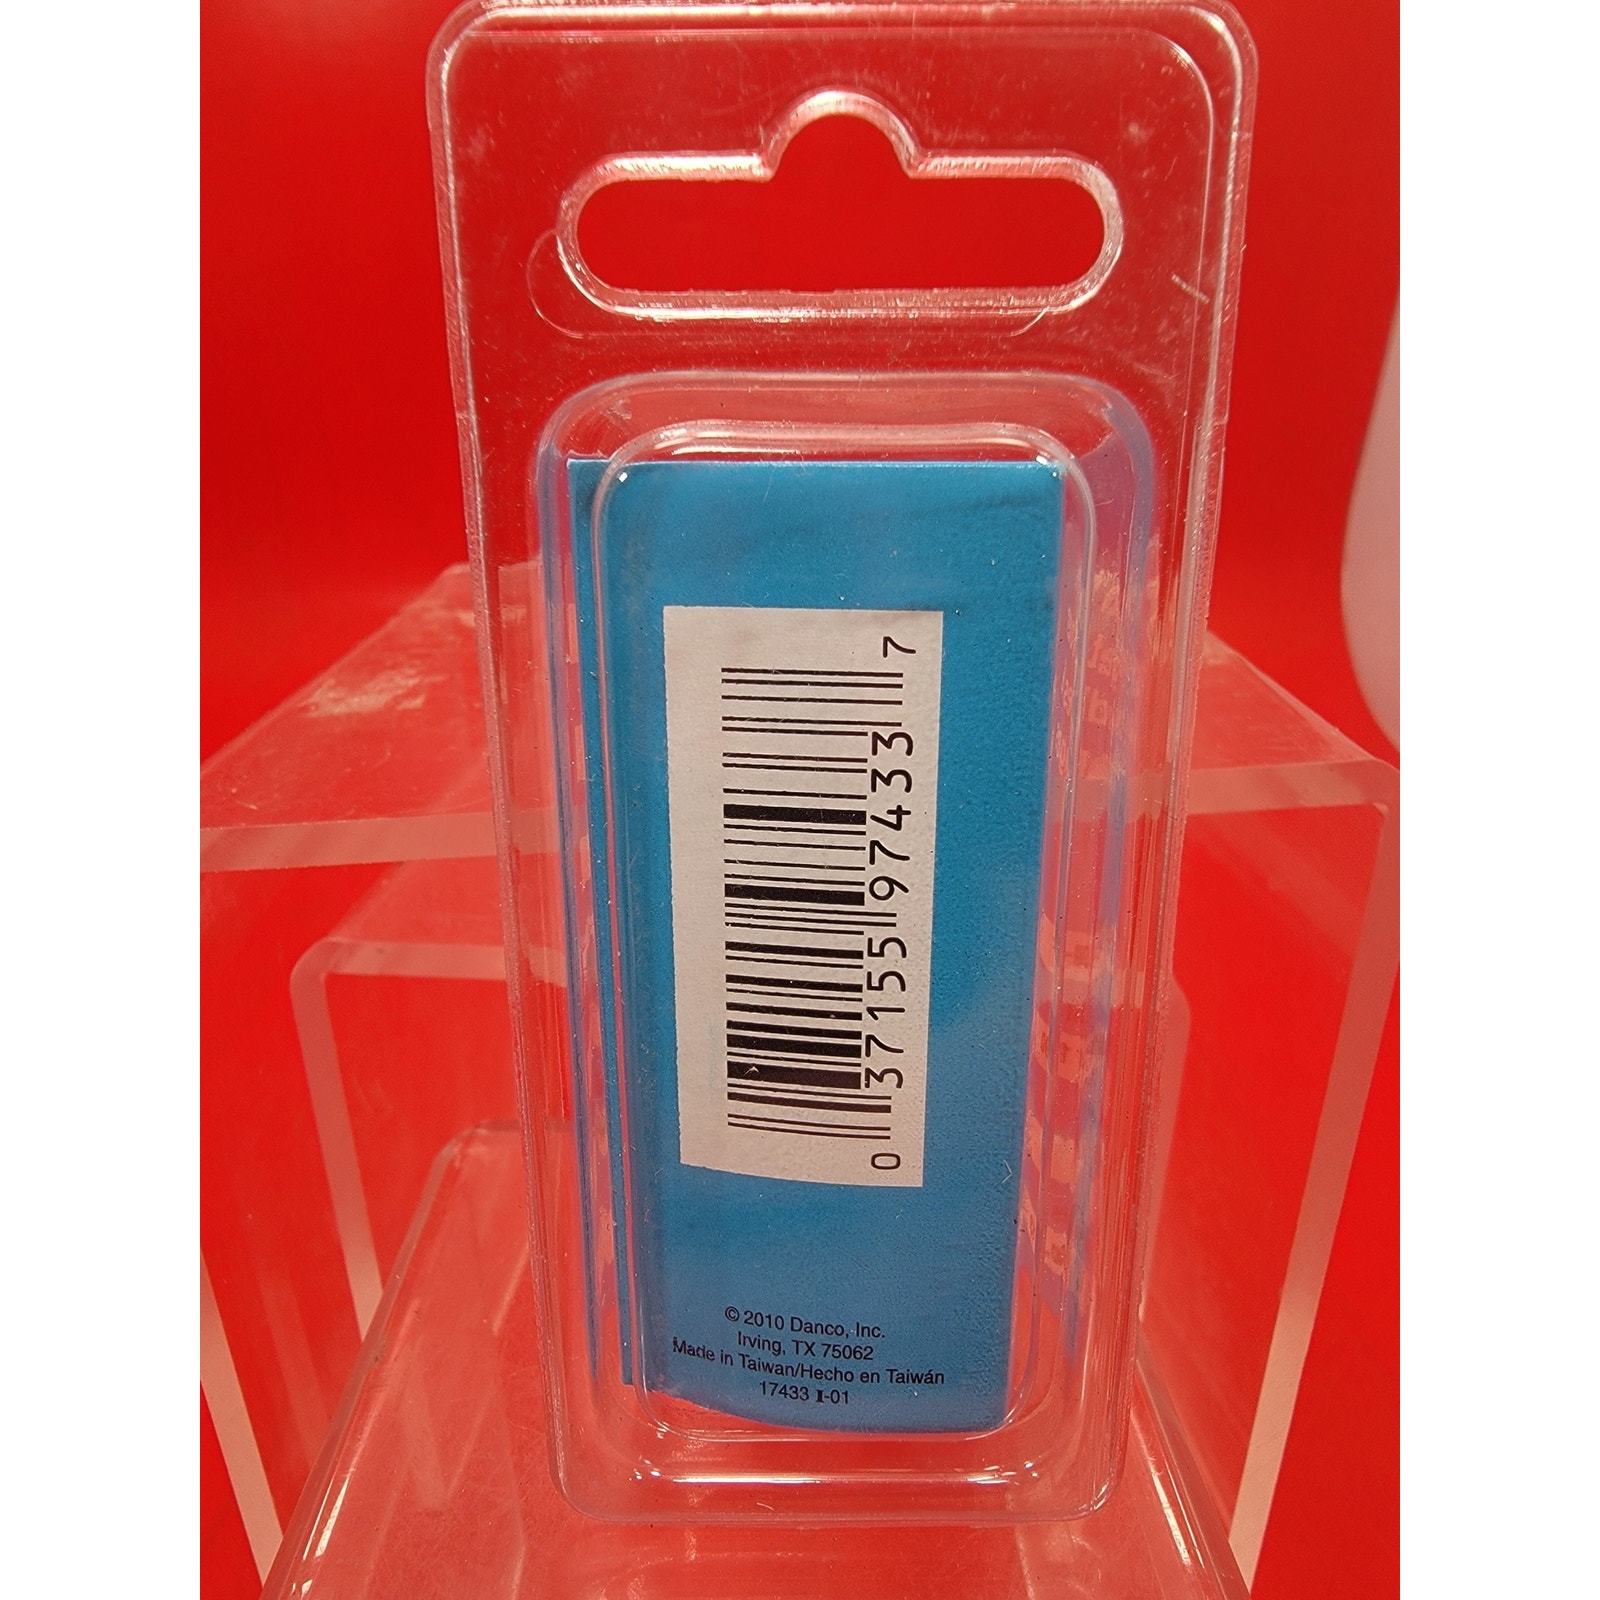 0 37155 97433 7
© 2010 Danco, Inc.
Irving, TX 75062
Made in Taiwan/Hecho en Taiwán
17433 I-01